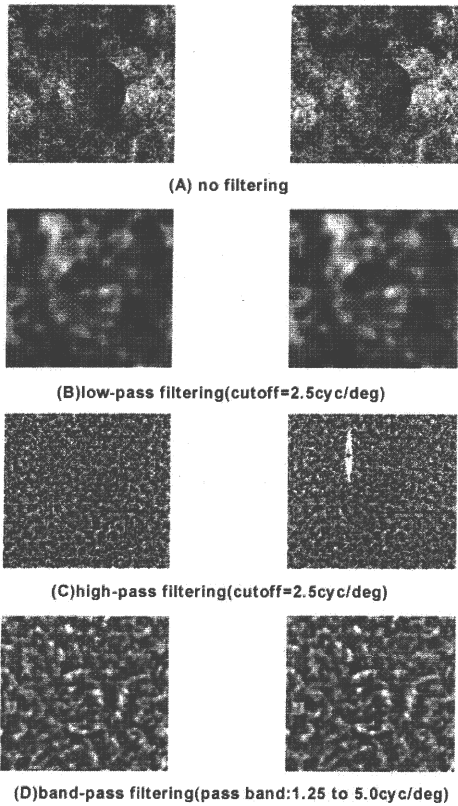 (A) no filtering
(B)low-pass filtering(cutoff=2.5cyc/deg)
(C)high-pass filtering(cutoff=2.5cyc/deg)
(D)band-pass filtering(pass band:1.25 to 5.0cyc/deg)